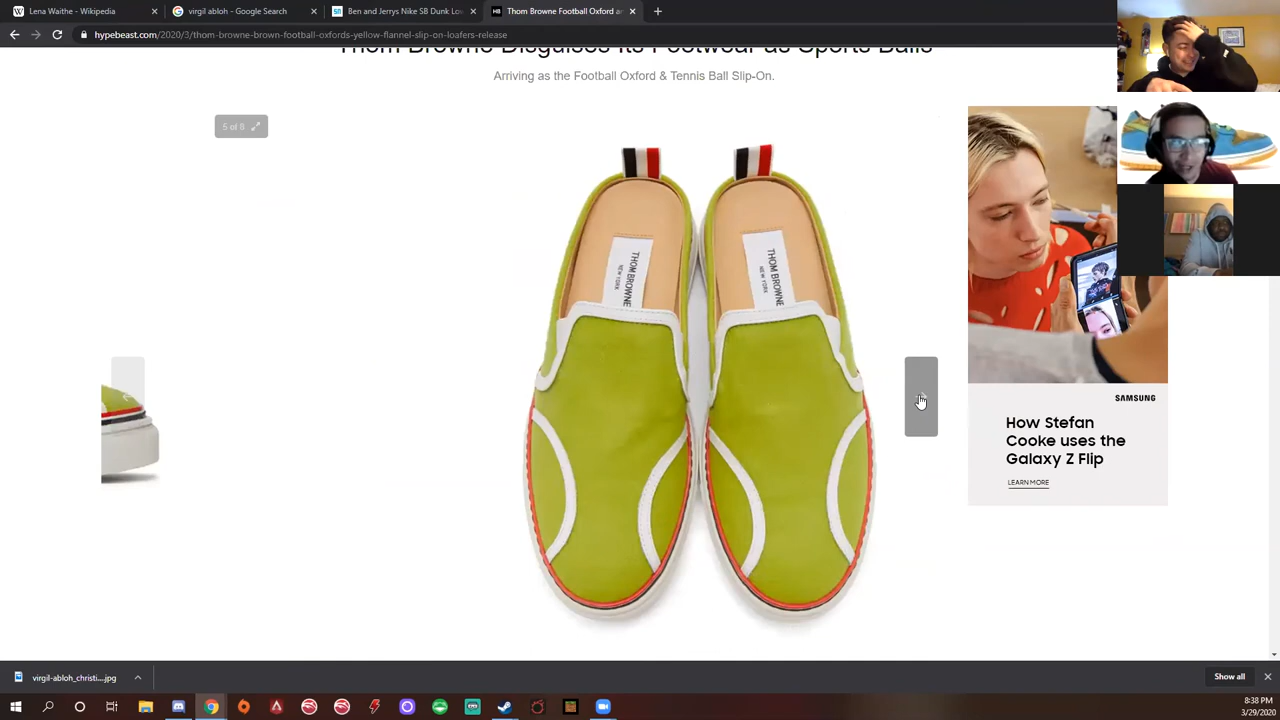 Lena Waithe - Wikipedia
virgil abloh - Google Search
Ben and Jerrys Nike SB Dunk Lo
Thom Browne Football Oxford a
hypebeast.com/2020/3/thom-browne-brown-football-oxfords-yellow-flannel-slip-on-loafers-release
Thom Browne Disguises Its Footwear as Sports Balls
Arriving as the Football Oxford & Tennis Ball Slip-On.
5 of 8
THOM BROWNE
NEW YORK
THOM BROWNE
NEW YORK
SAMSUNG
How Stefan
Cooke uses the
Galaxy Z Flip
LEARN MORE
virgil-abloh_christi....jpg
Show all
8:38 PM
3/29/2020